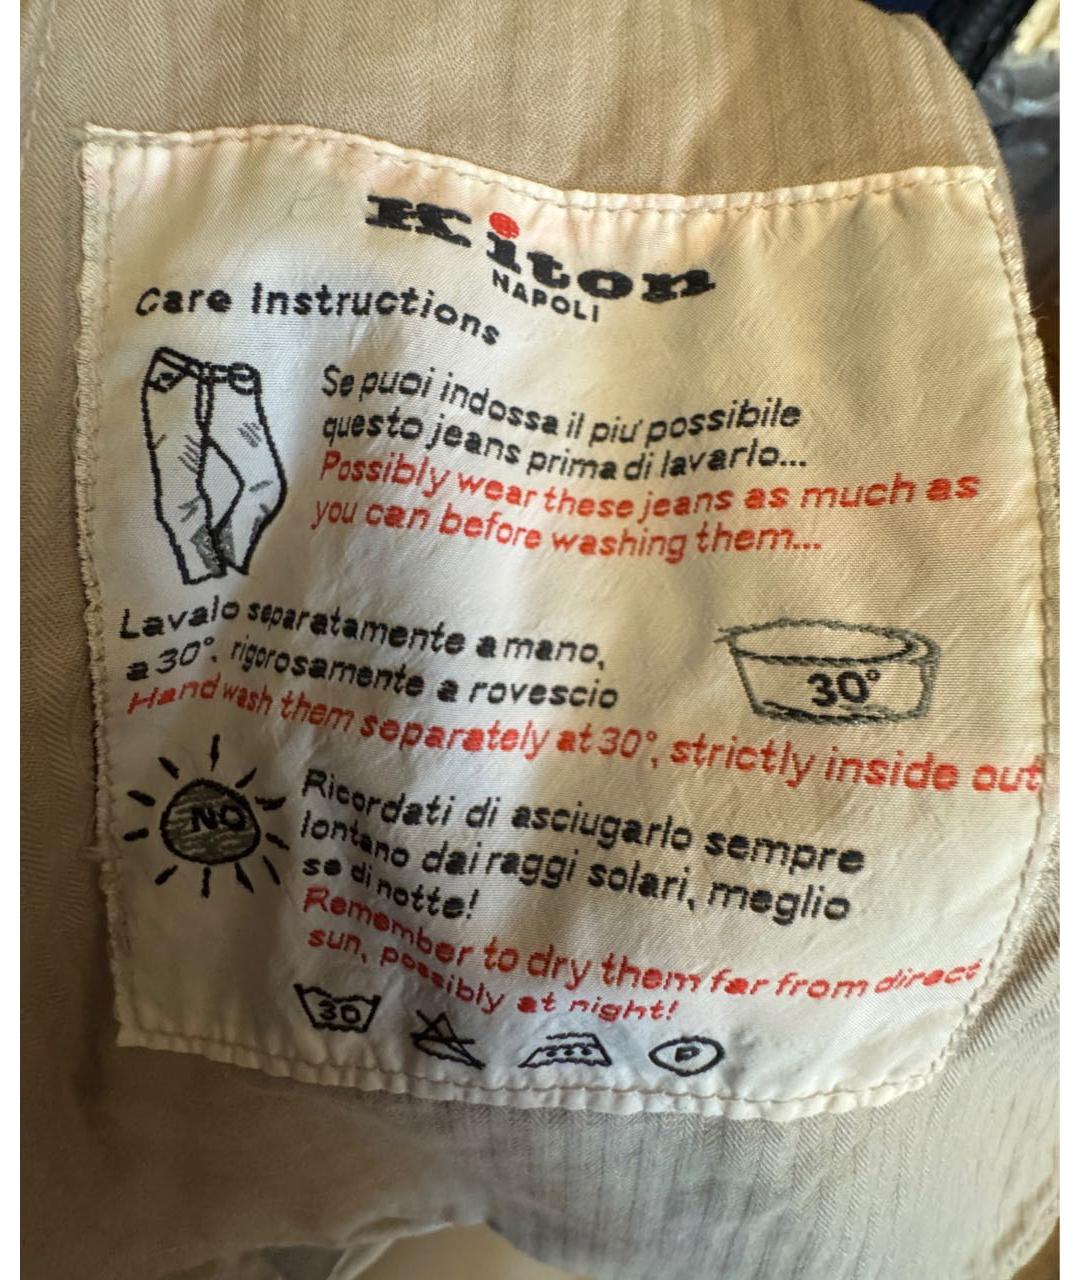 Kiton
NAPOLI
Care Instructions
Se puoi indossa il piu' possibile
questo jeans prima di lavarlo...
Possibly wear these jeans as much as
you can before washing them...
Lavalo separatamente a mano,
a 30°, rigorosamente a rovescio
30°
Hand wash them separately at 30°, strictly inside out
NO
Ricordati di asciugarlo sempre
lontano dai raggi solari, meglio
se di notte!
Remember to dry them far from direct
sun, possibly at night!
30
P